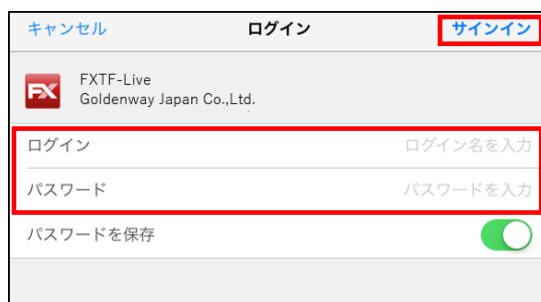 キャンセル ログイン サインイン
FX FXTF-Live
Goldenway Japan Co.,Ltd.
ログイン ログイン名を入力
パスワード パスワードを入力
パスワードを保存